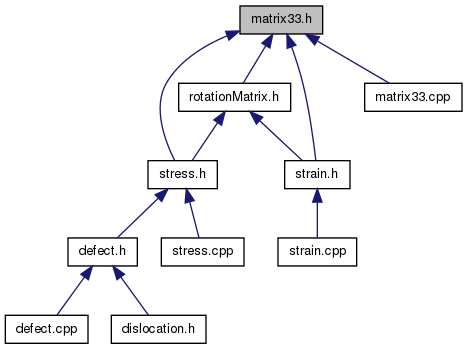 matrix33.h
rotationMatrix.h
matrix33.cpp
stress.h
strain.h
defect.h
stress.cpp
strain.cpp
defect.cpp
dislocation.h